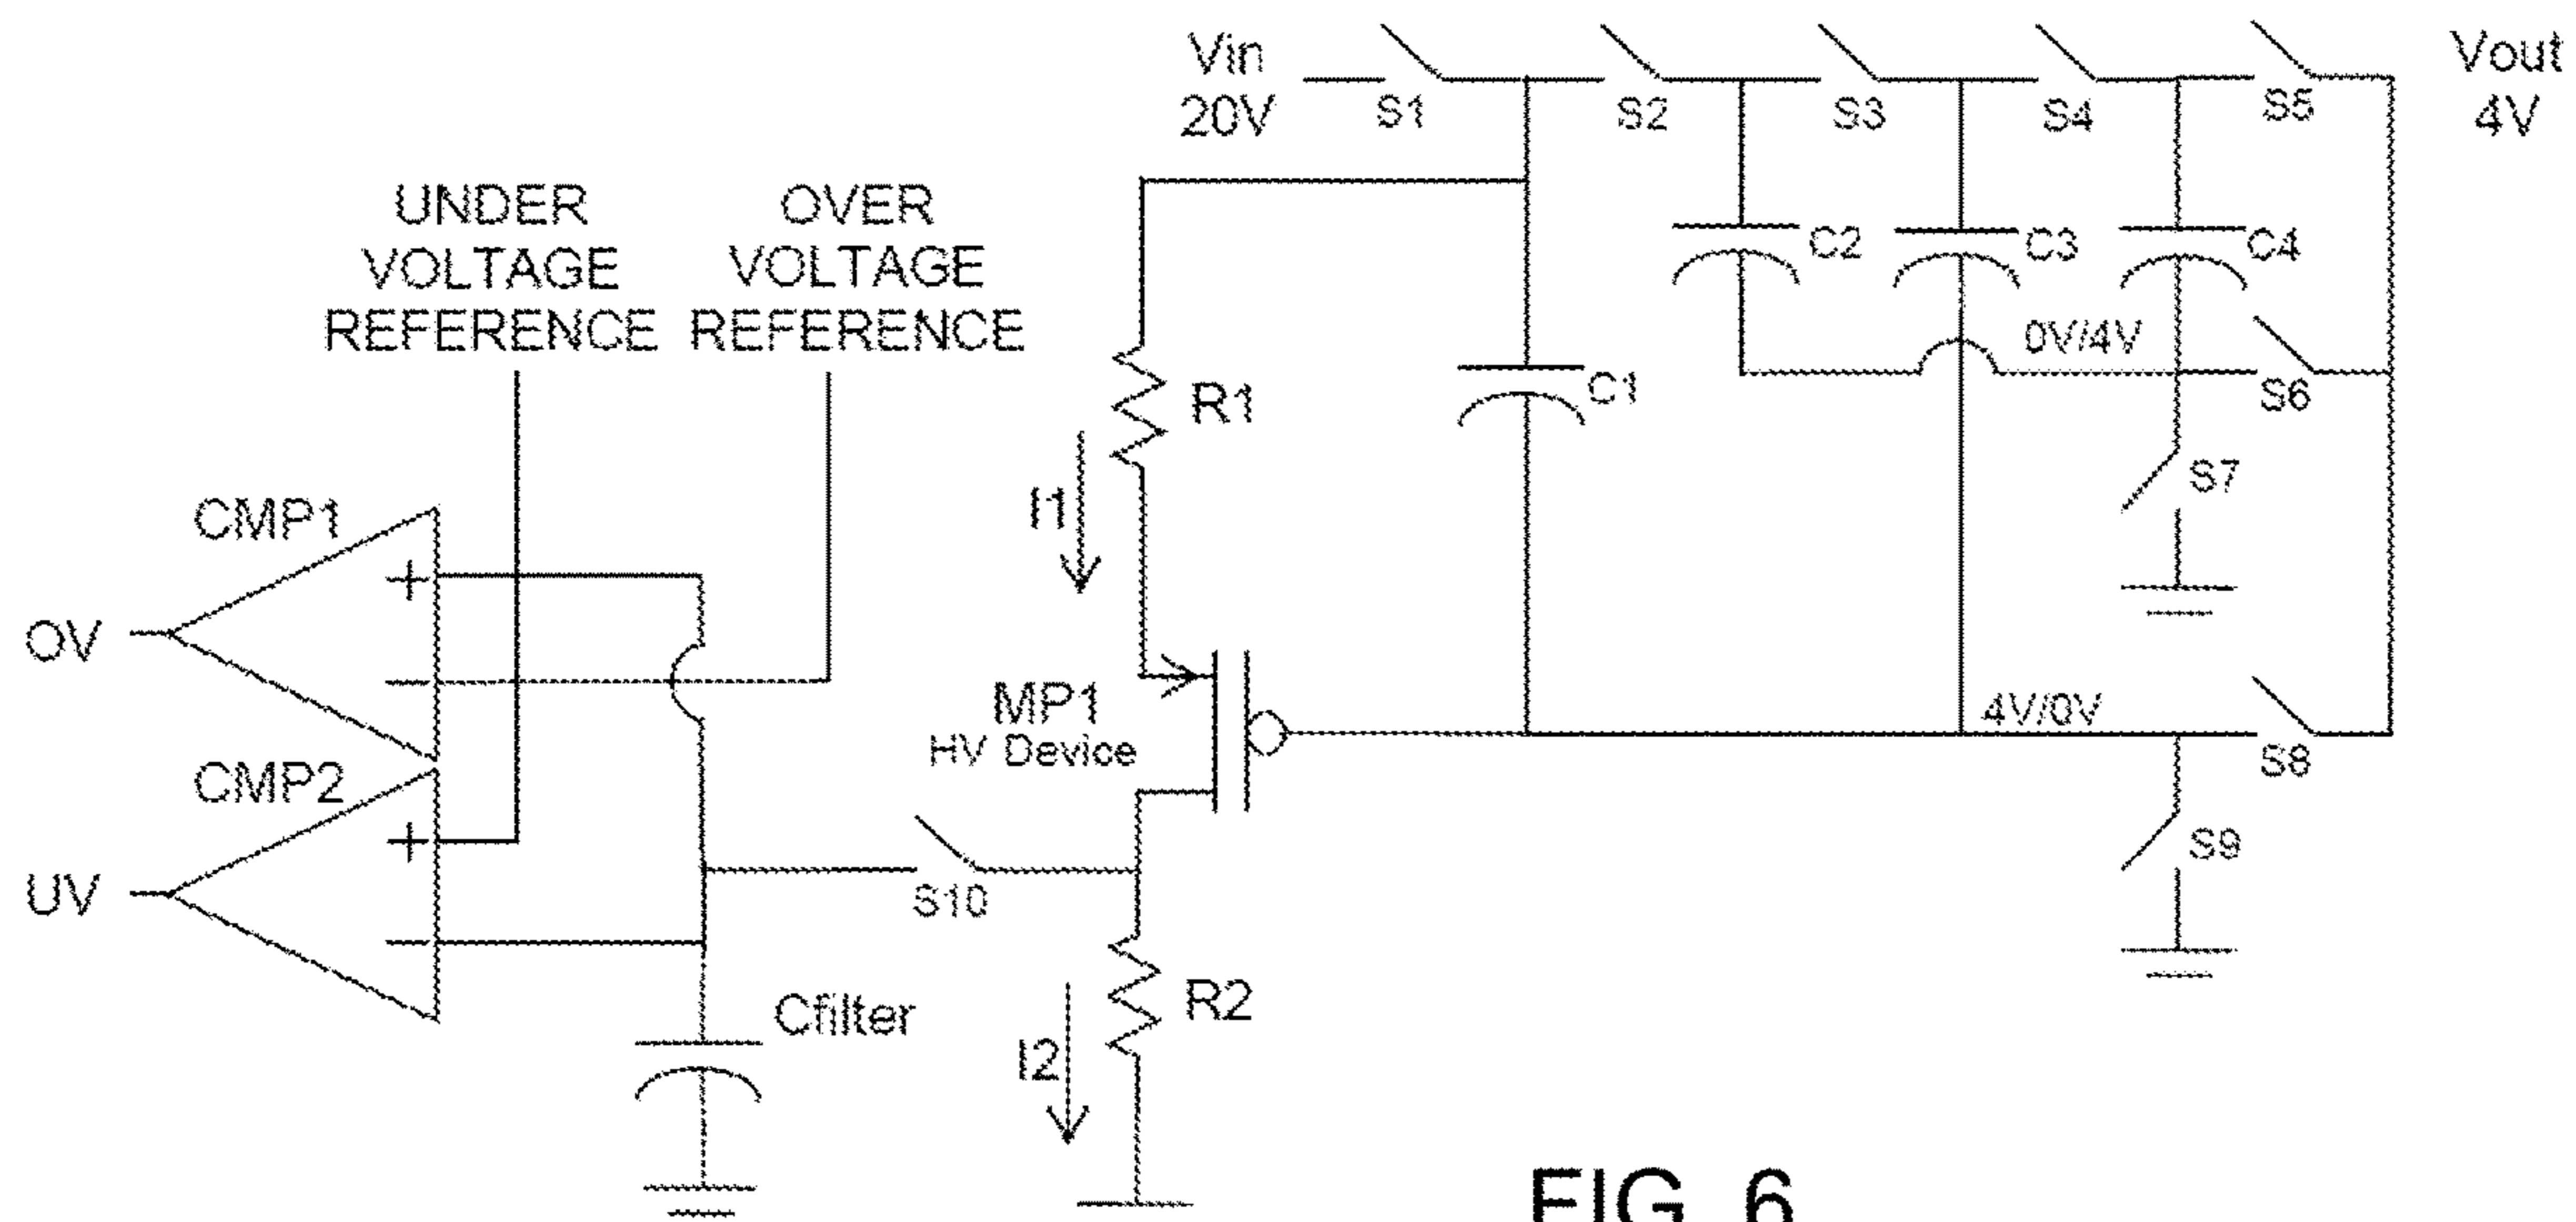 Vin
20V
S1
S2
S3
S4
S5
Vout
4V
UNDER
VOLTAGE
REFERENCE
OVER
VOLTAGE
REFERENCE
C2
C3
C4
0V/4V
S6
R1
C1
I1
S7
CMP1
+
−
OV
MP1
HV Device
4V/0V
S8
CMP2
+
−
UV
S10
S9
Cfilter
R2
I2
FIG. 6